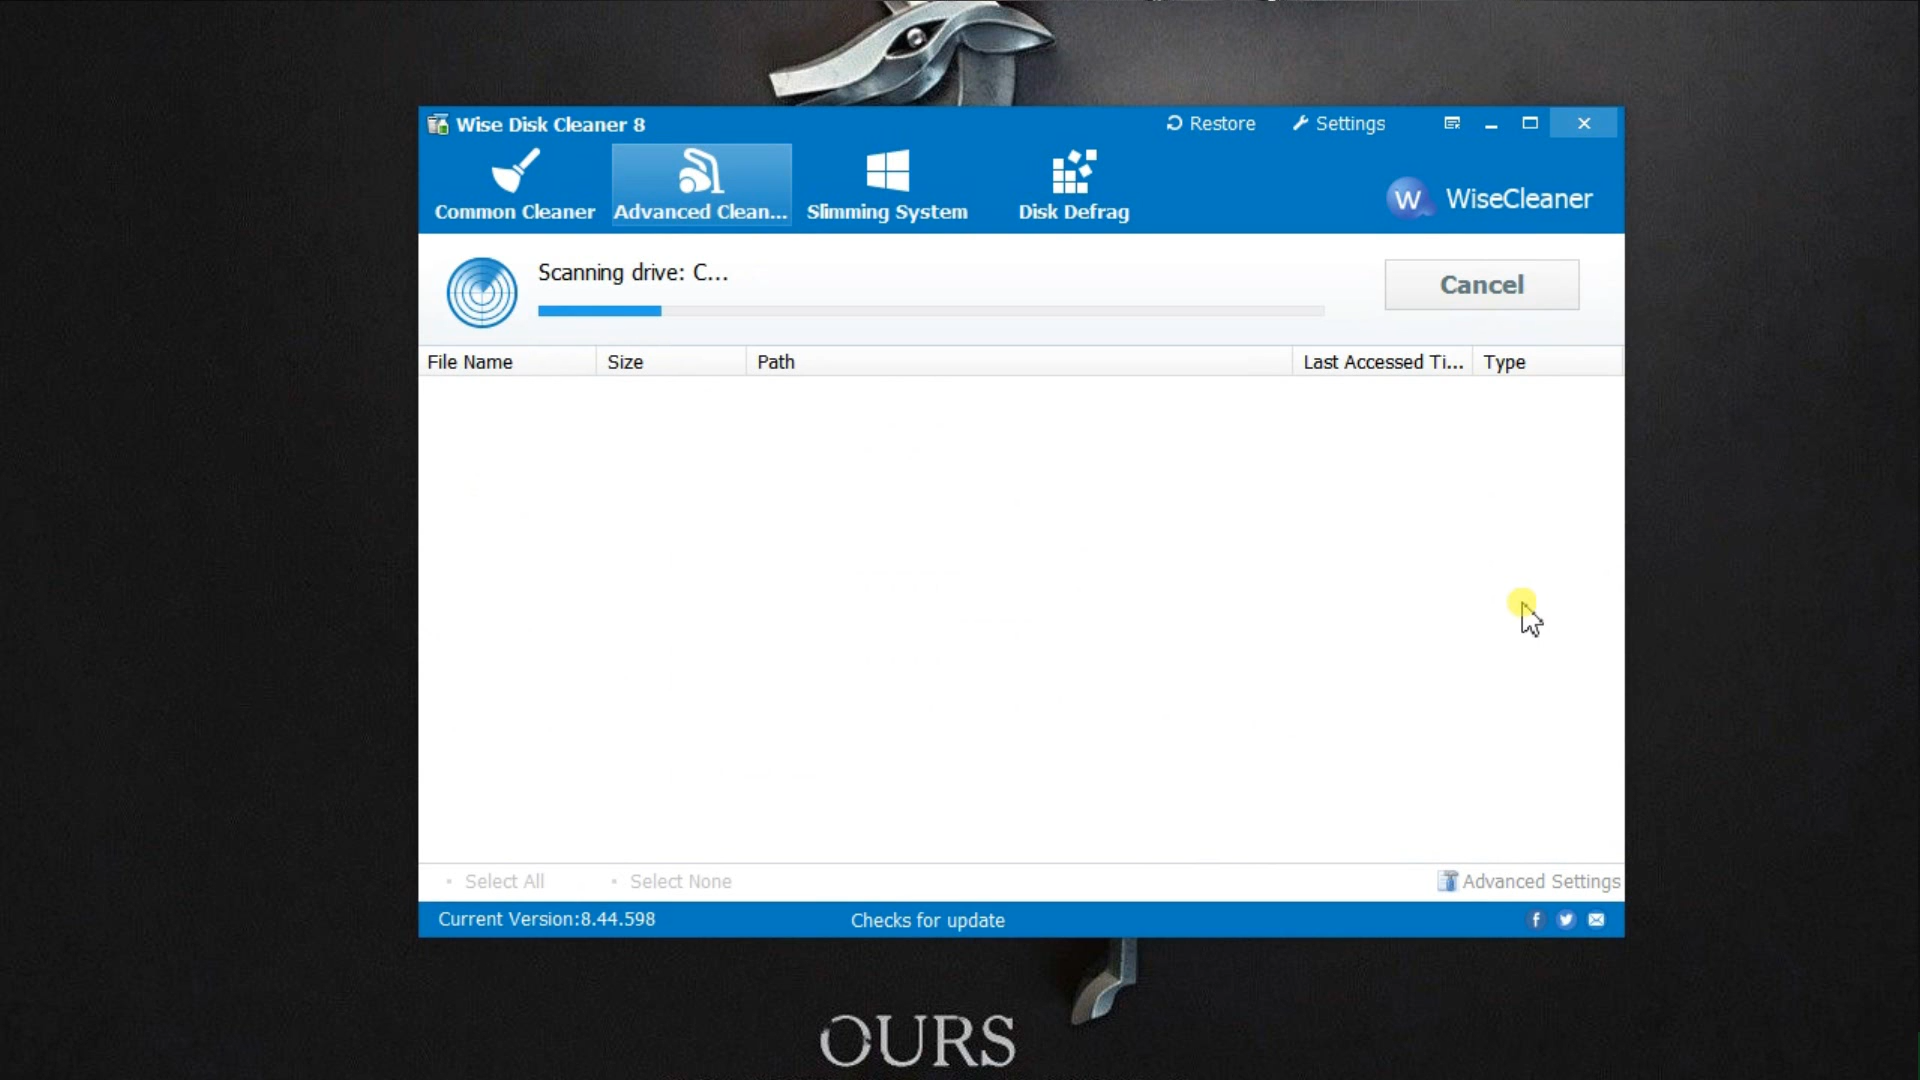 Wise Disk Cleaner 8
Restore
Settings
Common Cleaner
Advanced Clean...
Slimming System
Disk Defrag
W WiseCleaner
Scanning drive: C...
Cancel
File Name
Size
Path
Last Accessed Ti...
Type
Select All
Select None
Advanced Settings
Current Version:8.44.598
Checks for update
OURS